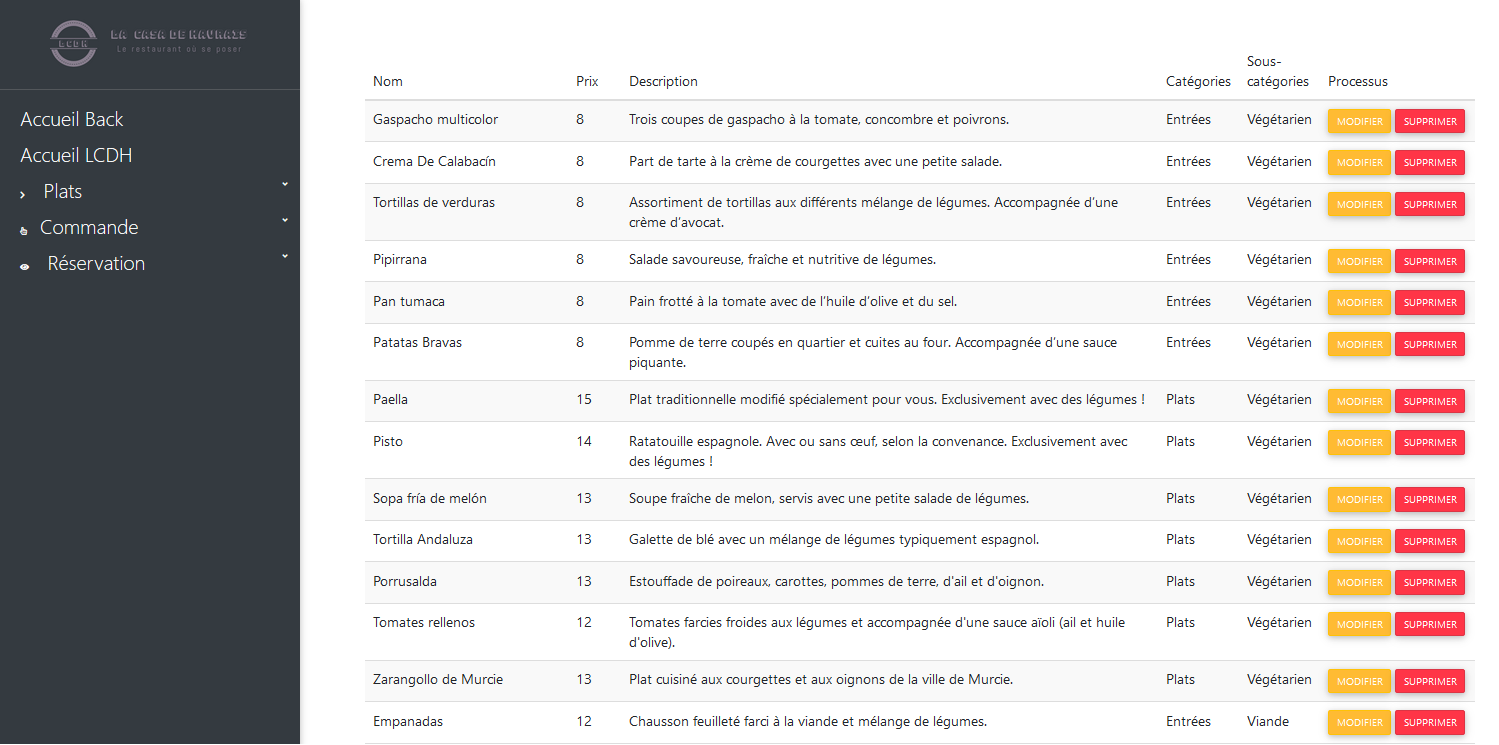 LCDH
LA CASA DE HAVRAIS
Le restaurant où se poser
Accueil Back
Accueil LCDH
Plats
Commande
Réservation
Nom Prix Description Catégories Sous-
catégories Processus
Gaspacho multicolor 8 Trois coupes de gaspacho à la tomate, concombre et poivrons. Entrées Végétarien MODIFIER SUPPRIMER
Crema De Calabacín 8 Part de tarte à la crème de courgettes avec une petite salade. Entrées Végétarien MODIFIER SUPPRIMER
Tortillas de verduras 8 Assortiment de tortillas aux différents mélange de légumes. Accompagnée d'une Entrées Végétarien MODIFIER SUPPRIMER
crème d'avocat.
Pipirrana 8 Salade savoureuse, fraîche et nutritive de légumes. Entrées Végétarien MODIFIER SUPPRIMER
Pan tumaca 8 Pain frotté à la tomate avec de l'huile d'olive et du sel. Entrées Végétarien MODIFIER SUPPRIMER
Patatas Bravas 8 Pomme de terre coupés en quartier et cuites au four. Accompagnée d'une sauce Entrées Végétarien MODIFIER SUPPRIMER
piquante.
Paella 15 Plat traditionnelle modifié spécialement pour vous. Exclusivement avec des légumes ! Plats Végétarien MODIFIER SUPPRIMER
Pisto 14 Ratatouille espagnole. Avec ou sans œuf, selon la convenance. Exclusivement avec Plats Végétarien MODIFIER SUPPRIMER
des légumes !
Sopa fría de melón 13 Soupe fraîche de melon, servis avec une petite salade de légumes. Plats Végétarien MODIFIER SUPPRIMER
Tortilla Andaluza 13 Galette de blé avec un mélange de légumes typiquement espagnol. Plats Végétarien MODIFIER SUPPRIMER
Porrusalda 13 Estouffade de poireaux, carottes, pommes de terre, d'ail et d'oignon. Plats Végétarien MODIFIER SUPPRIMER
Tomates rellenos 12 Tomates farcies froides aux légumes et accompagnée d'une sauce aïoli (ail et huile Plats Végétarien MODIFIER SUPPRIMER
d'olive).
Zarangollo de Murcie 13 Plat cuisiné aux courgettes et aux oignons de la ville de Murcie. Plats Végétarien MODIFIER SUPPRIMER
Empanadas 12 Chausson feuilleté farci à la viande et mélange de légumes. Entrées Viande MODIFIER SUPPRIMER